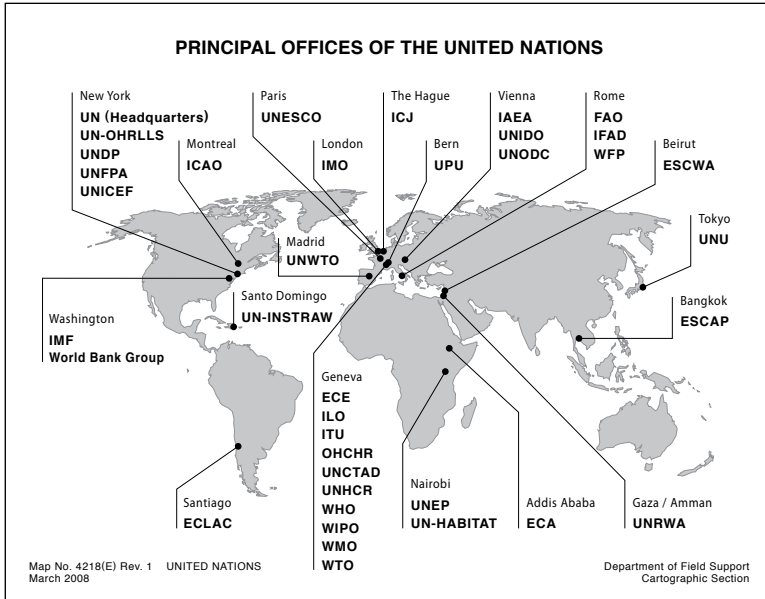 PRINCIPAL OFFICES OF THE UNITED NATIONS
New York
UN (Headquarters)
UN-OHRLLS
UNDP
UNFPA
UNICEF
Montreal
ICAO
Paris
UNESCO
London
IMO
The Hague
ICJ
Bern
UPU
Vienna
IAEA
UNIDO
UNODC
Rome
FAO
IFAD
WFP
Beirut
ESCWA
Tokyo
UNU
Madrid
UNWTO
Washington
IMF
World Bank Group
Santo Domingo
UN-INSTRAW
Bangkok
ESCAP
Geneva
ECE
ILO
ITU
OHCHR
UNCTAD
UNHCR
WHO
WIPO
WMO
WTO
Santiago
ECLAC
Nairobi
UNEP
UN-HABITAT
Addis Ababa
ECA
Gaza / Amman
UNRWA
Map No. 4218(E) Rev. 1 UNITED NATIONS
March 2008
Department of Field Support
Cartographic Section